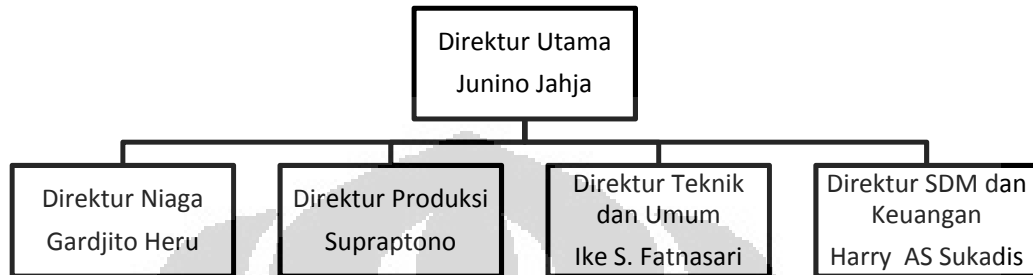 Direktur Utama
Junino Jahja
Direktur Niaga
Gardjito Heru
Direktur Produksi
Supraptono
Direktur Teknik
dan Umum
Ike S. Fatnasari
Direktur SDM dan
Keuangan
Harry AS Sukadis